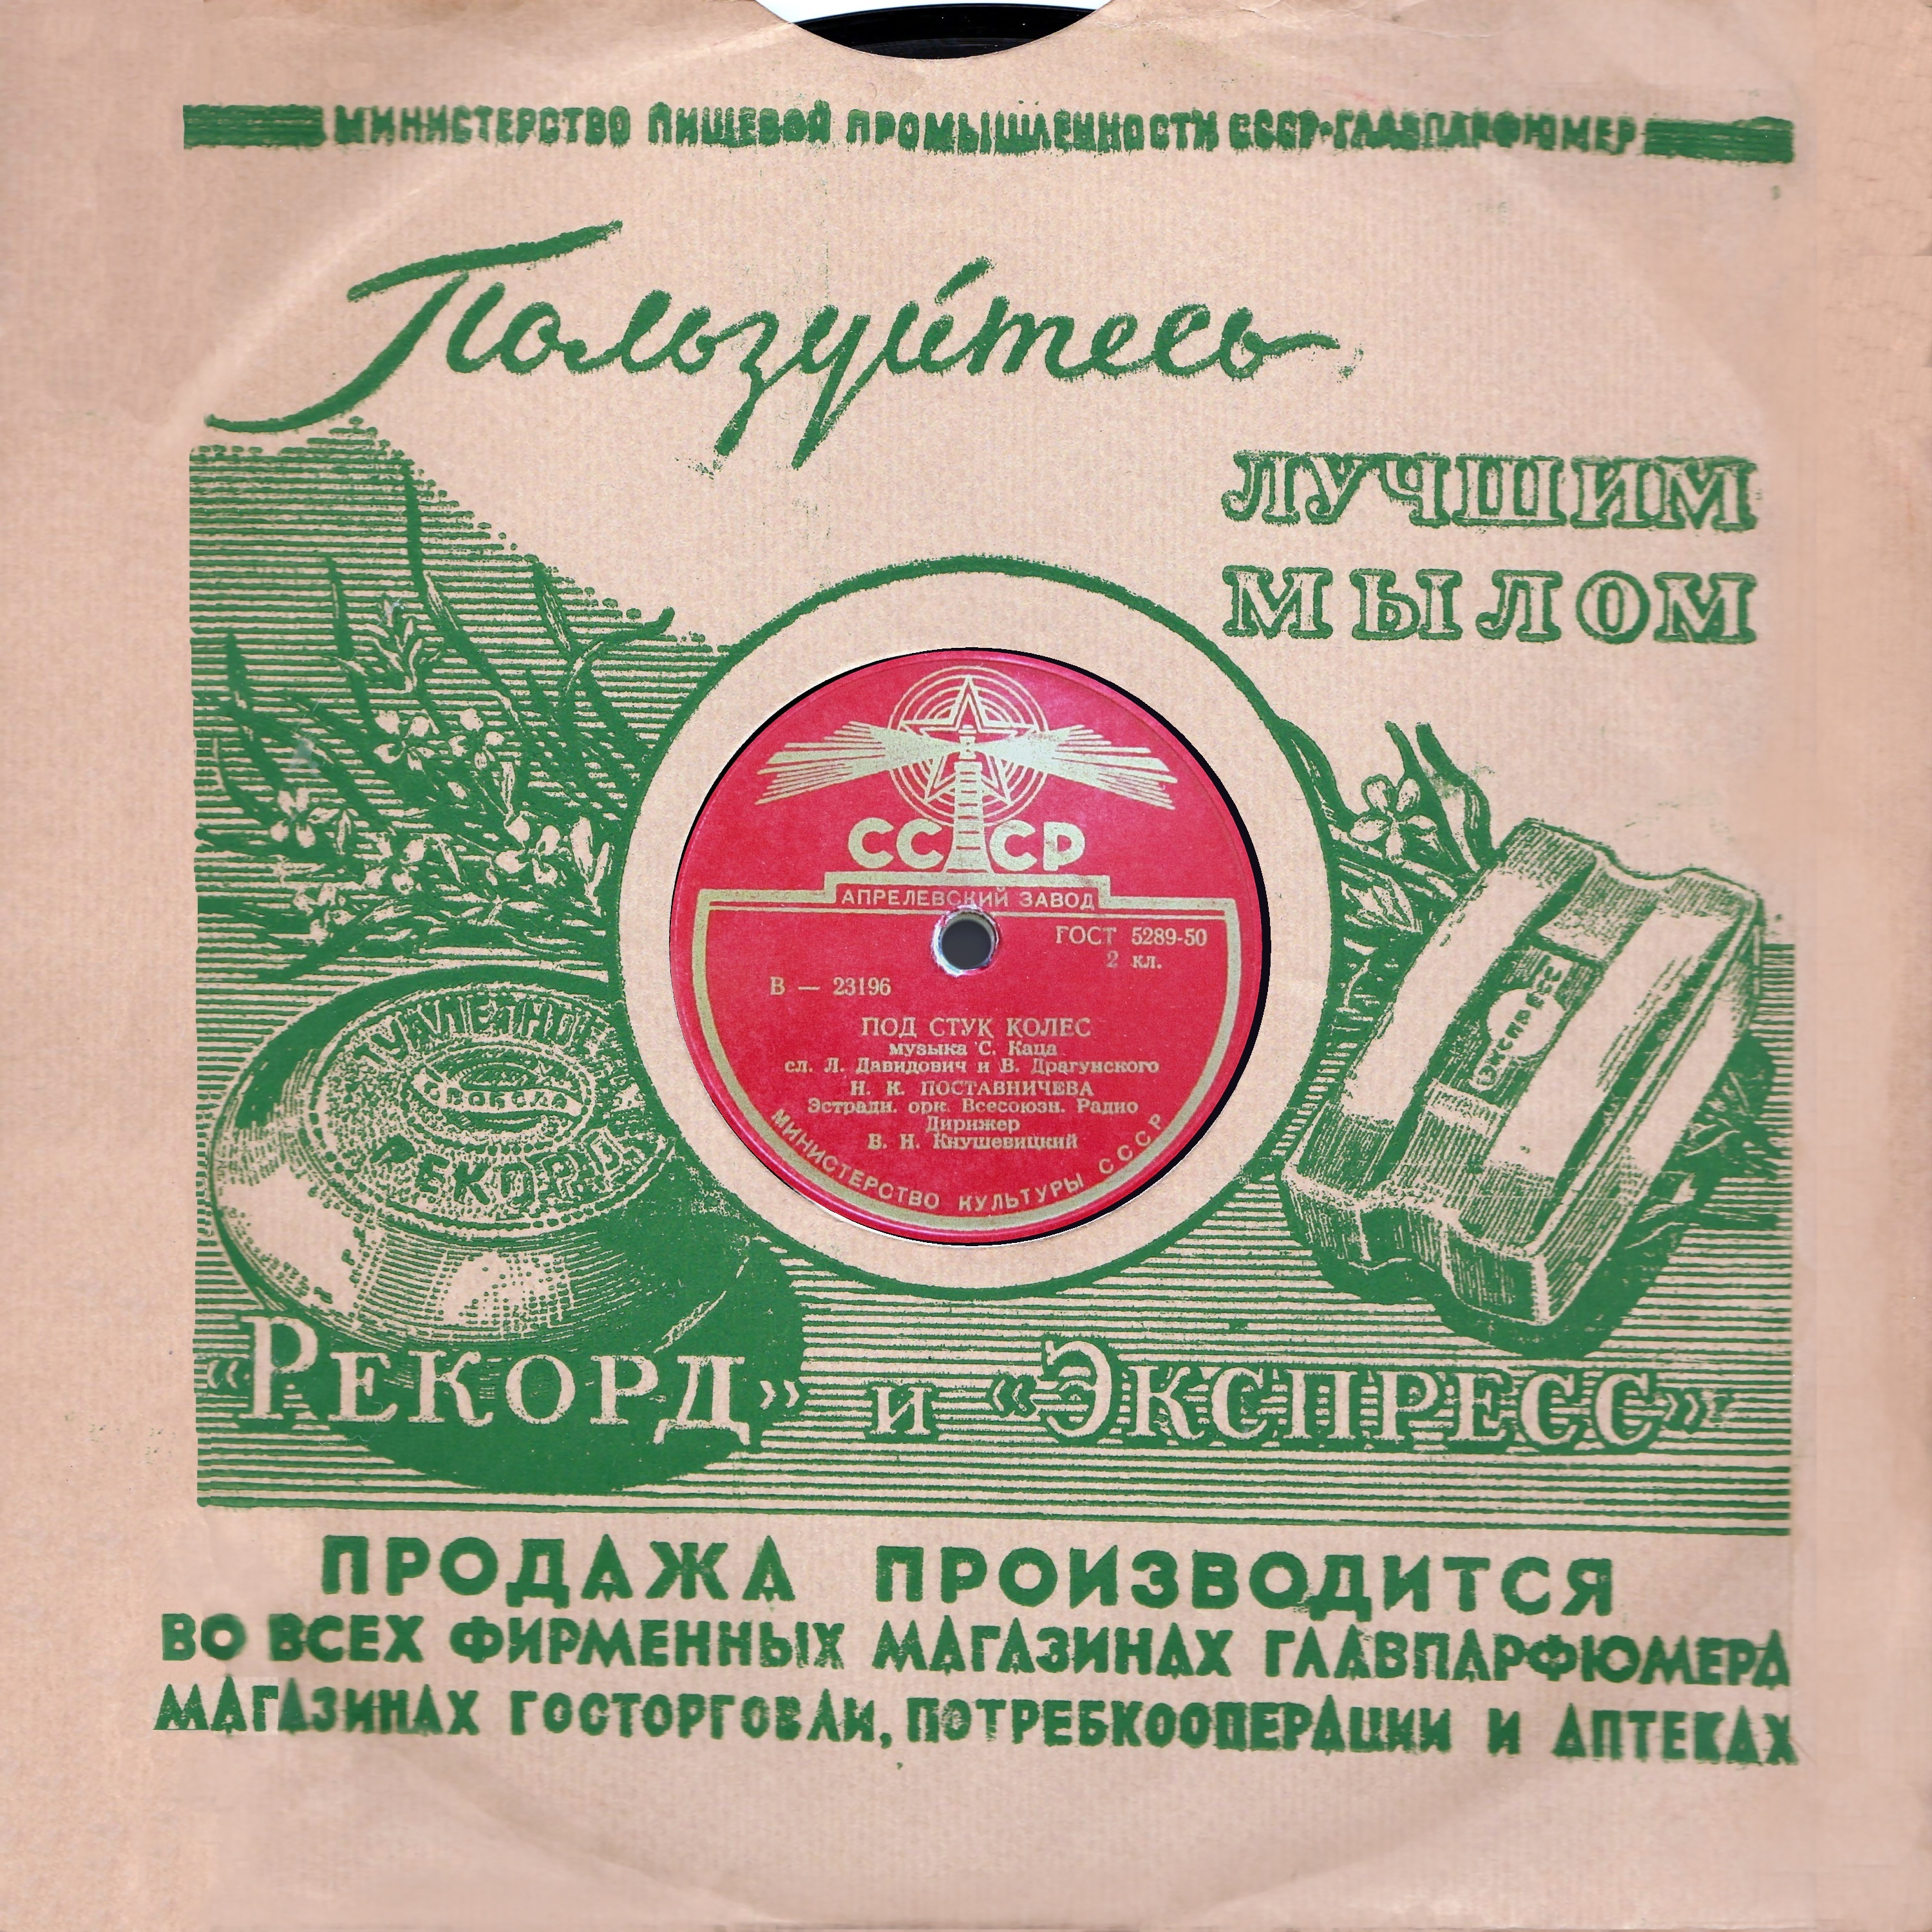 МИНИСТЕРСТВО ПИЩЕВОЙ ПРОМЫШЛЕННОСТИ СССР•ГЛАВПАРФЮМЕР
Пользуйтесь
ЛУЧШИМ
МЫЛОМ
СССР
АПРЕЛЕВСКИЙ ЗАВОД
ГОСТ 5289-50
2 кл.
В — 23196
ПОД СТУК КОЛЕС
музыка С. Каца
сл. Л. Давидович и В. Драгунского
Н. К. ПОСТАВНИЧЕВА
Эстрадн. орк. Всесоюзн. Радио
Дирижер
В. Н. Кнушевицкий
МИНИСТЕРСТВО КУЛЬТУРЫ СССР
ТУАЛЕТНОЕ
РЕКОРД
Экспресс
«РЕКОРД» и «ЭКСПРЕСС»
ПРОДАЖА ПРОИЗВОДИТСЯ
ВО ВСЕХ ФИРМЕННЫХ МАГАЗИНАХ ГЛАВПАРФЮМЕРА
МАГАЗИНАХ ГОСТОРГОВЛИ, ПОТРЕБКООПЕРАЦИИ И АПТЕКАХ